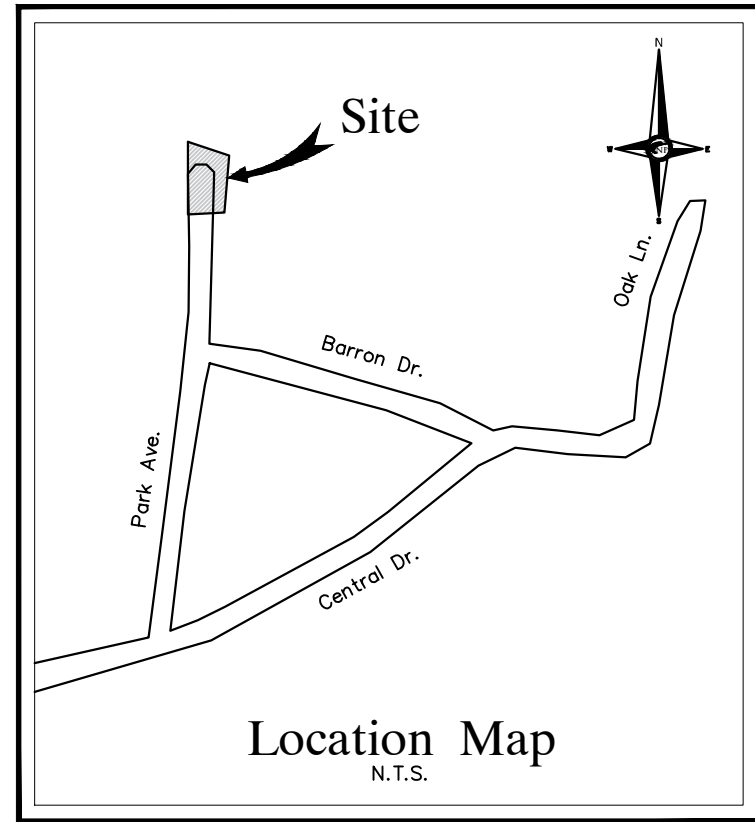 N
Site
W
E
S
Oak Ln.
Barron Dr.
Park Ave.
Central Dr.
Location Map
N.T.S.